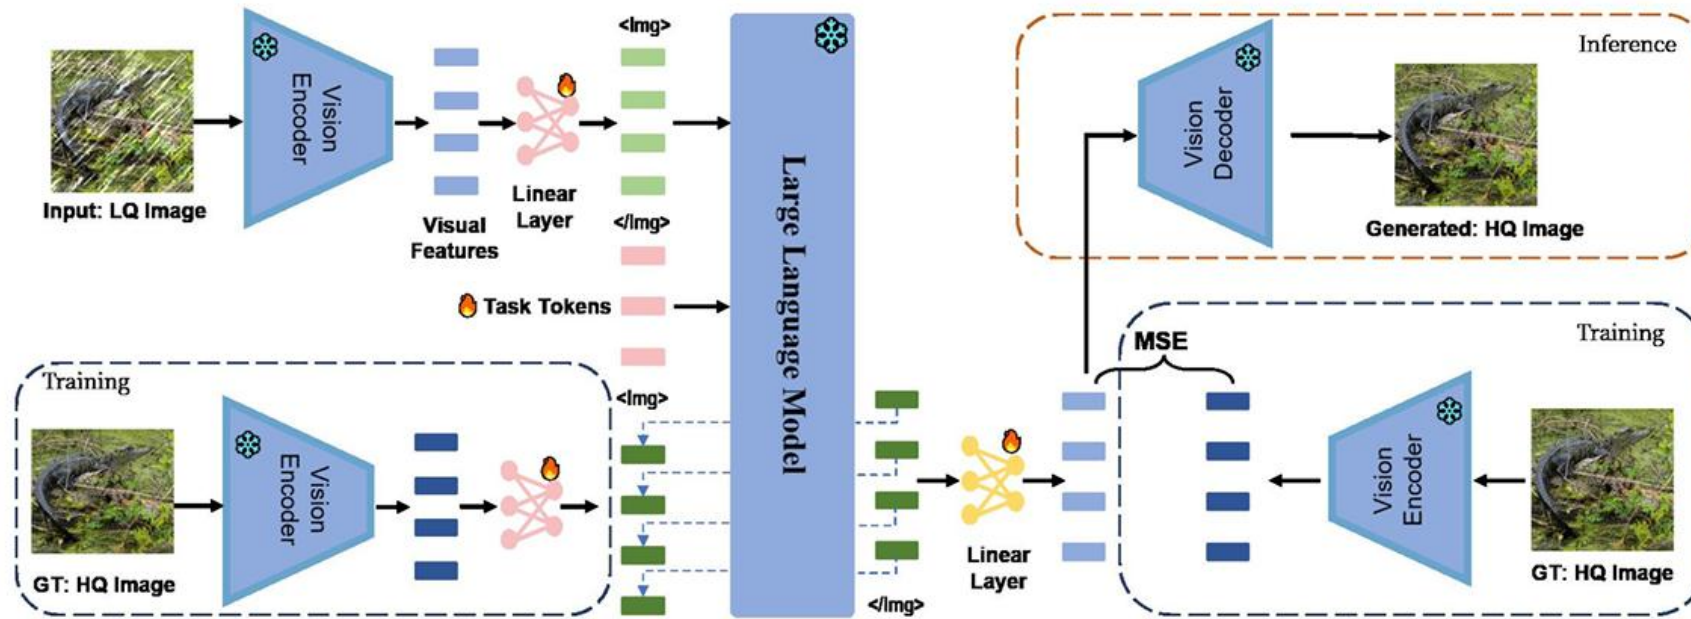 <Img>
Vision
Encoder
Input: LQ Image
Visual
Features
Linear
Layer
</Img>
Task Tokens
Large Language Model
Inference
Vision
Decoder
Generated: HQ Image
Training
Vision
Encoder
GT: HQ Image
<Img>
</Img>
Linear
Layer
MSE
Training
Vision
Encoder
GT: HQ Image